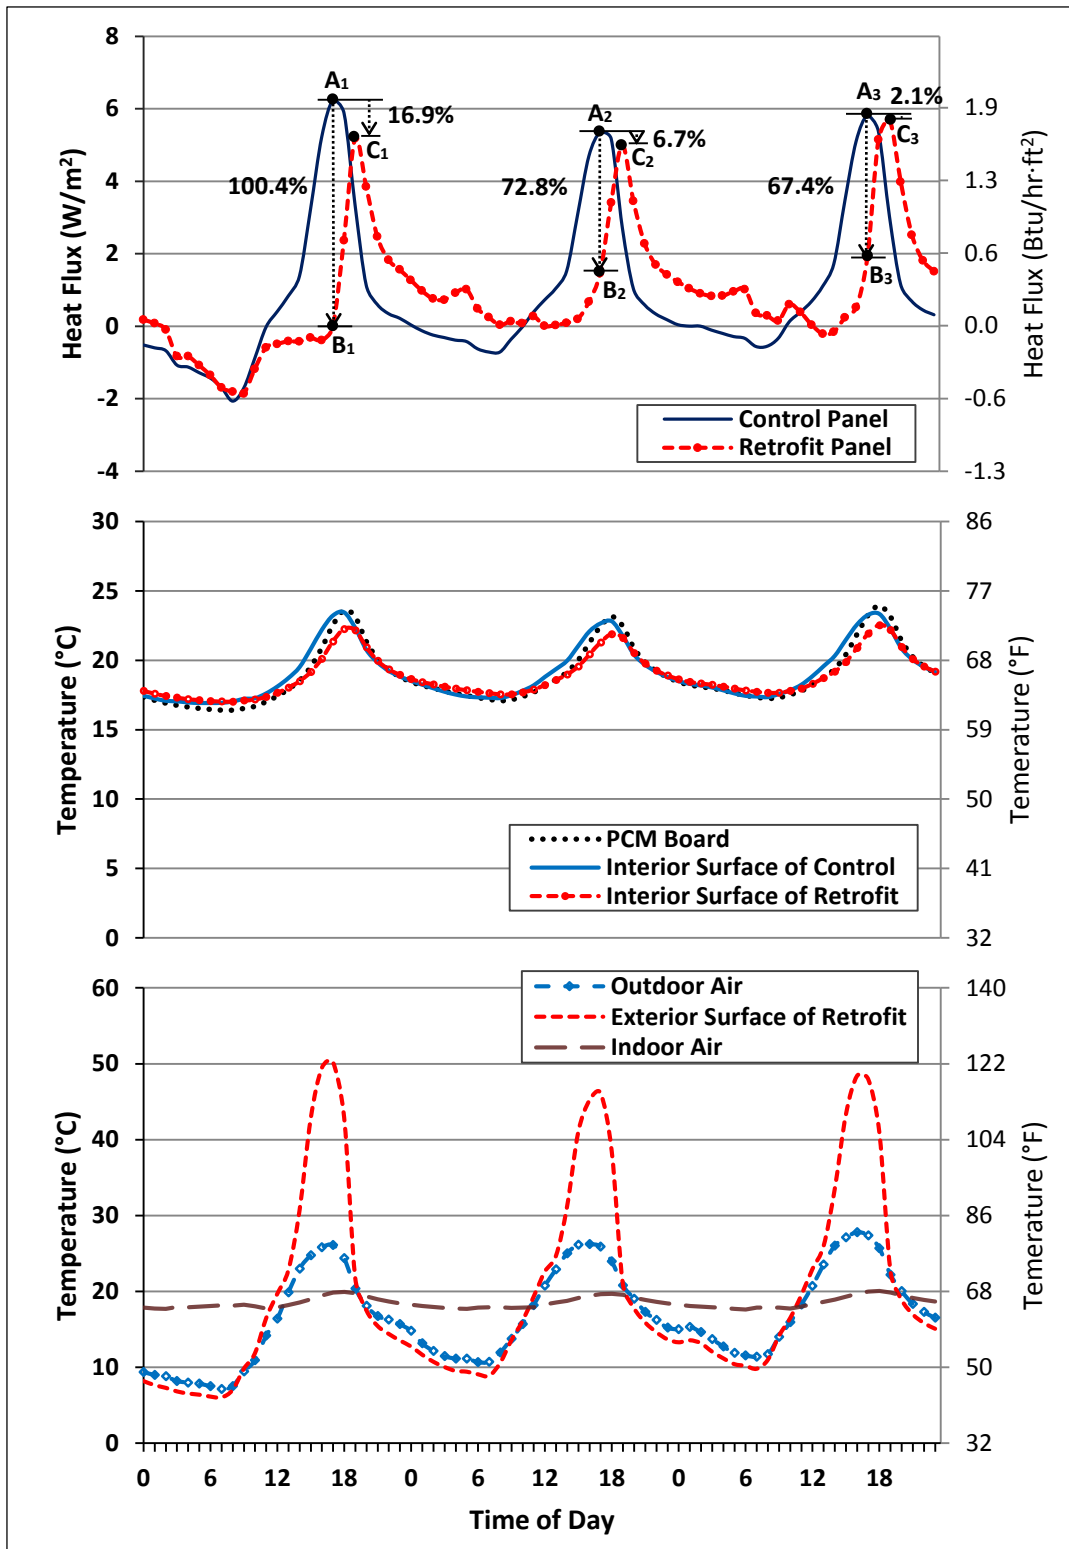 8
6
4
2
0
-2
-4
Heat Flux (W/m²)
1.9
1.3
0.6
0.0
-0.6
-1.3
Heat Flux (Btu/hr·ft²)
A1
16.9%
C1
100.4%
B1
A2
6.7%
C2
72.8%
B2
A3
2.1%
C3
67.4%
B3
Control Panel
Retrofit Panel
30
25
20
15
10
5
0
Temperature (°C)
86
77
68
59
50
41
32
Temerature (°F)
PCM Board
Interior Surface of Control
Interior Surface of Retrofit
60
50
40
30
20
10
0
Temperature (°C)
140
122
104
86
68
50
32
Temerature (°F)
Outdoor Air
Exterior Surface of Retrofit
Indoor Air
0 6 12 18 0 6 12 18 0 6 12 18
Time of Day